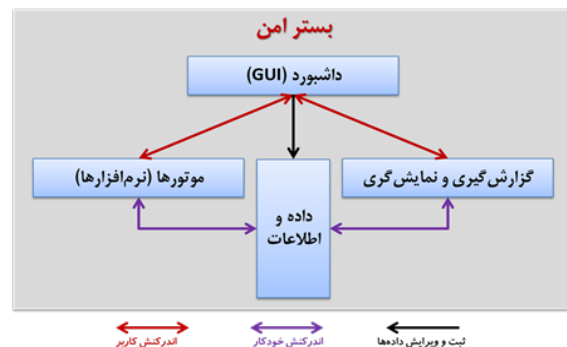 بستر امن
داشبورد (GUI)
گزارش‌گیری و نمایش‌گری
موتورها (نرم‌افزارها)
داده و
اطلاعات
ثبت و ویرایش داده‌ها
اندرکنش خودکار
اندرکنش کاربر